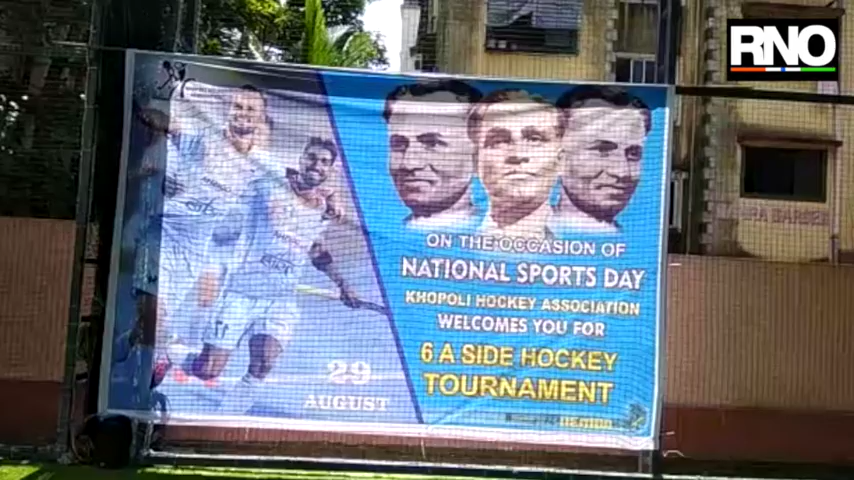 RNO
ON THE OCCASION OF
NATIONAL SPORTS DAY
KHOPOLI HOCKEY ASSOCIATION
WELCOMES YOU FOR
6 A SIDE HOCKEY
TOURNAMENT
29
AUGUST